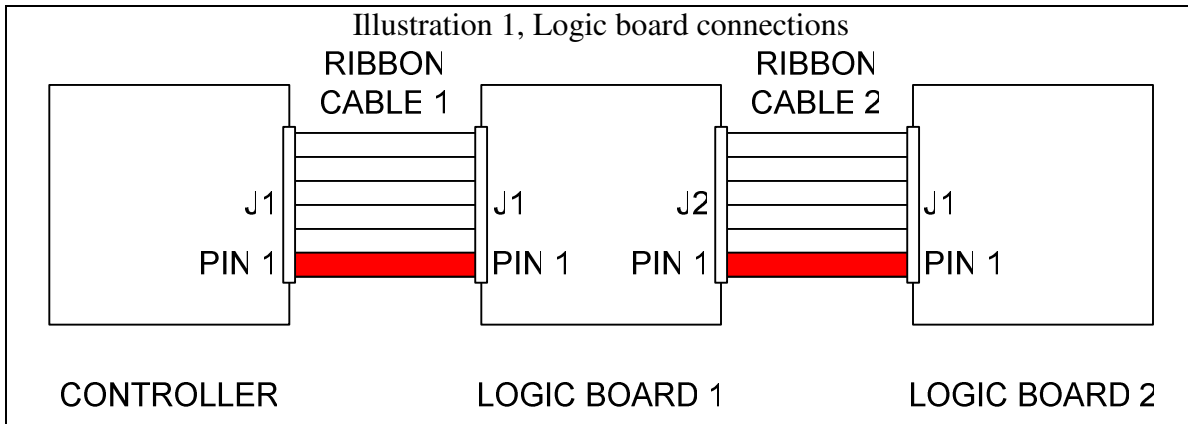 Illustration 1, Logic board connections
RIBBON
CABLE 1
RIBBON
CABLE 2
J1
J1
J2
J1
PIN 1
PIN 1
PIN 1
PIN 1
CONTROLLER
LOGIC BOARD 1
LOGIC BOARD 2